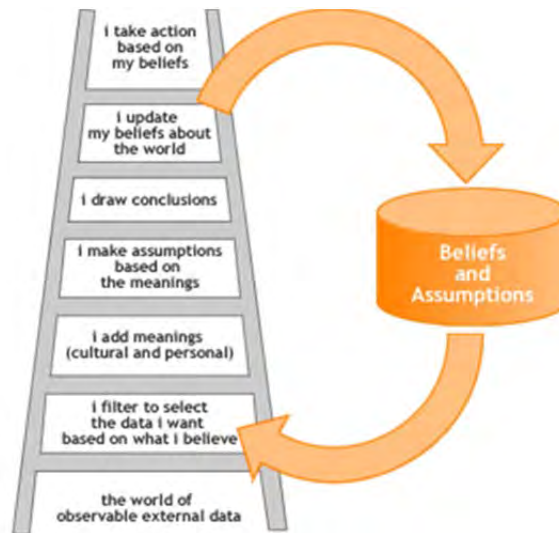 i take action
based on
my beliefs
i update
my beliefs about
the world
i draw conclusions
i make assumptions
based on
the meanings
i add meanings
(cultural and personal)
i filter to select
the data i want
based on what i believe
the world of
observable external data
Beliefs
and
Assumptions